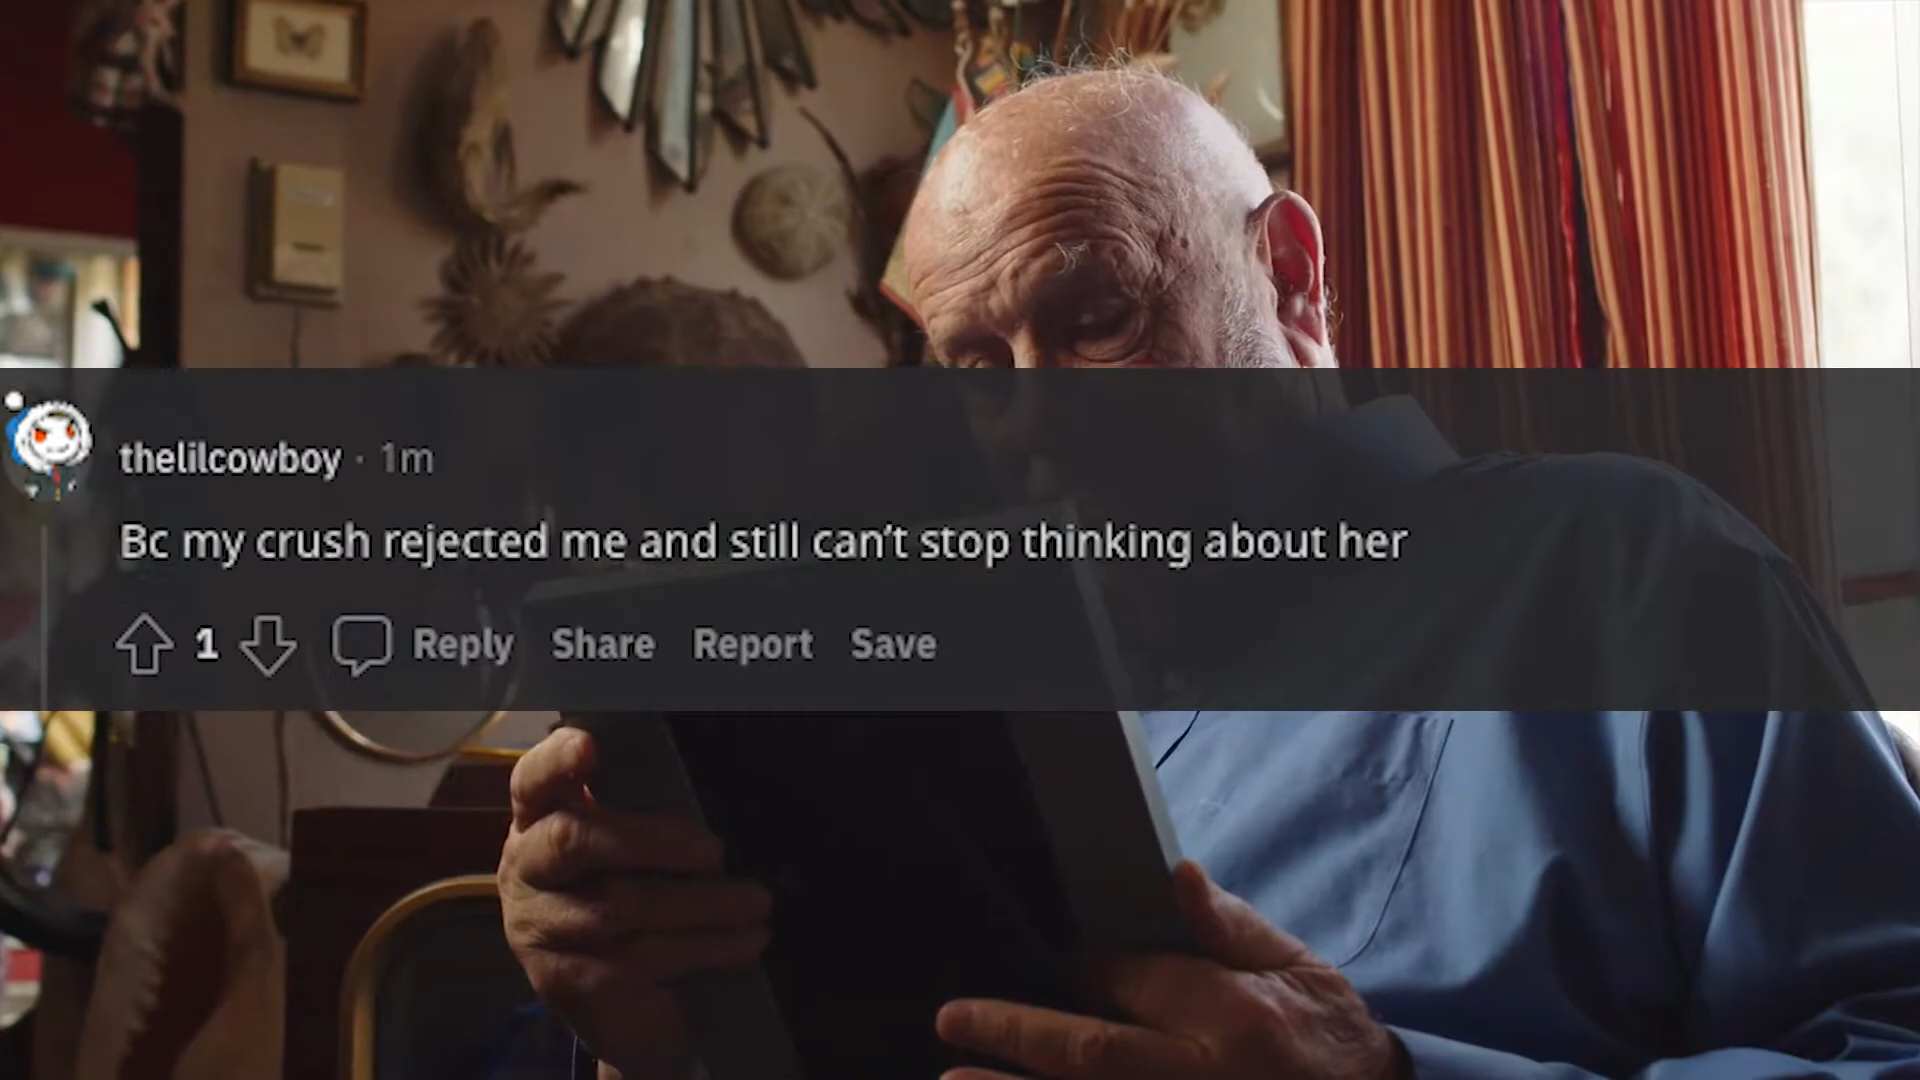 thelilcowboy · 1m
Bc my crush rejected me and still can't stop thinking about her
1 Reply Share Report Save